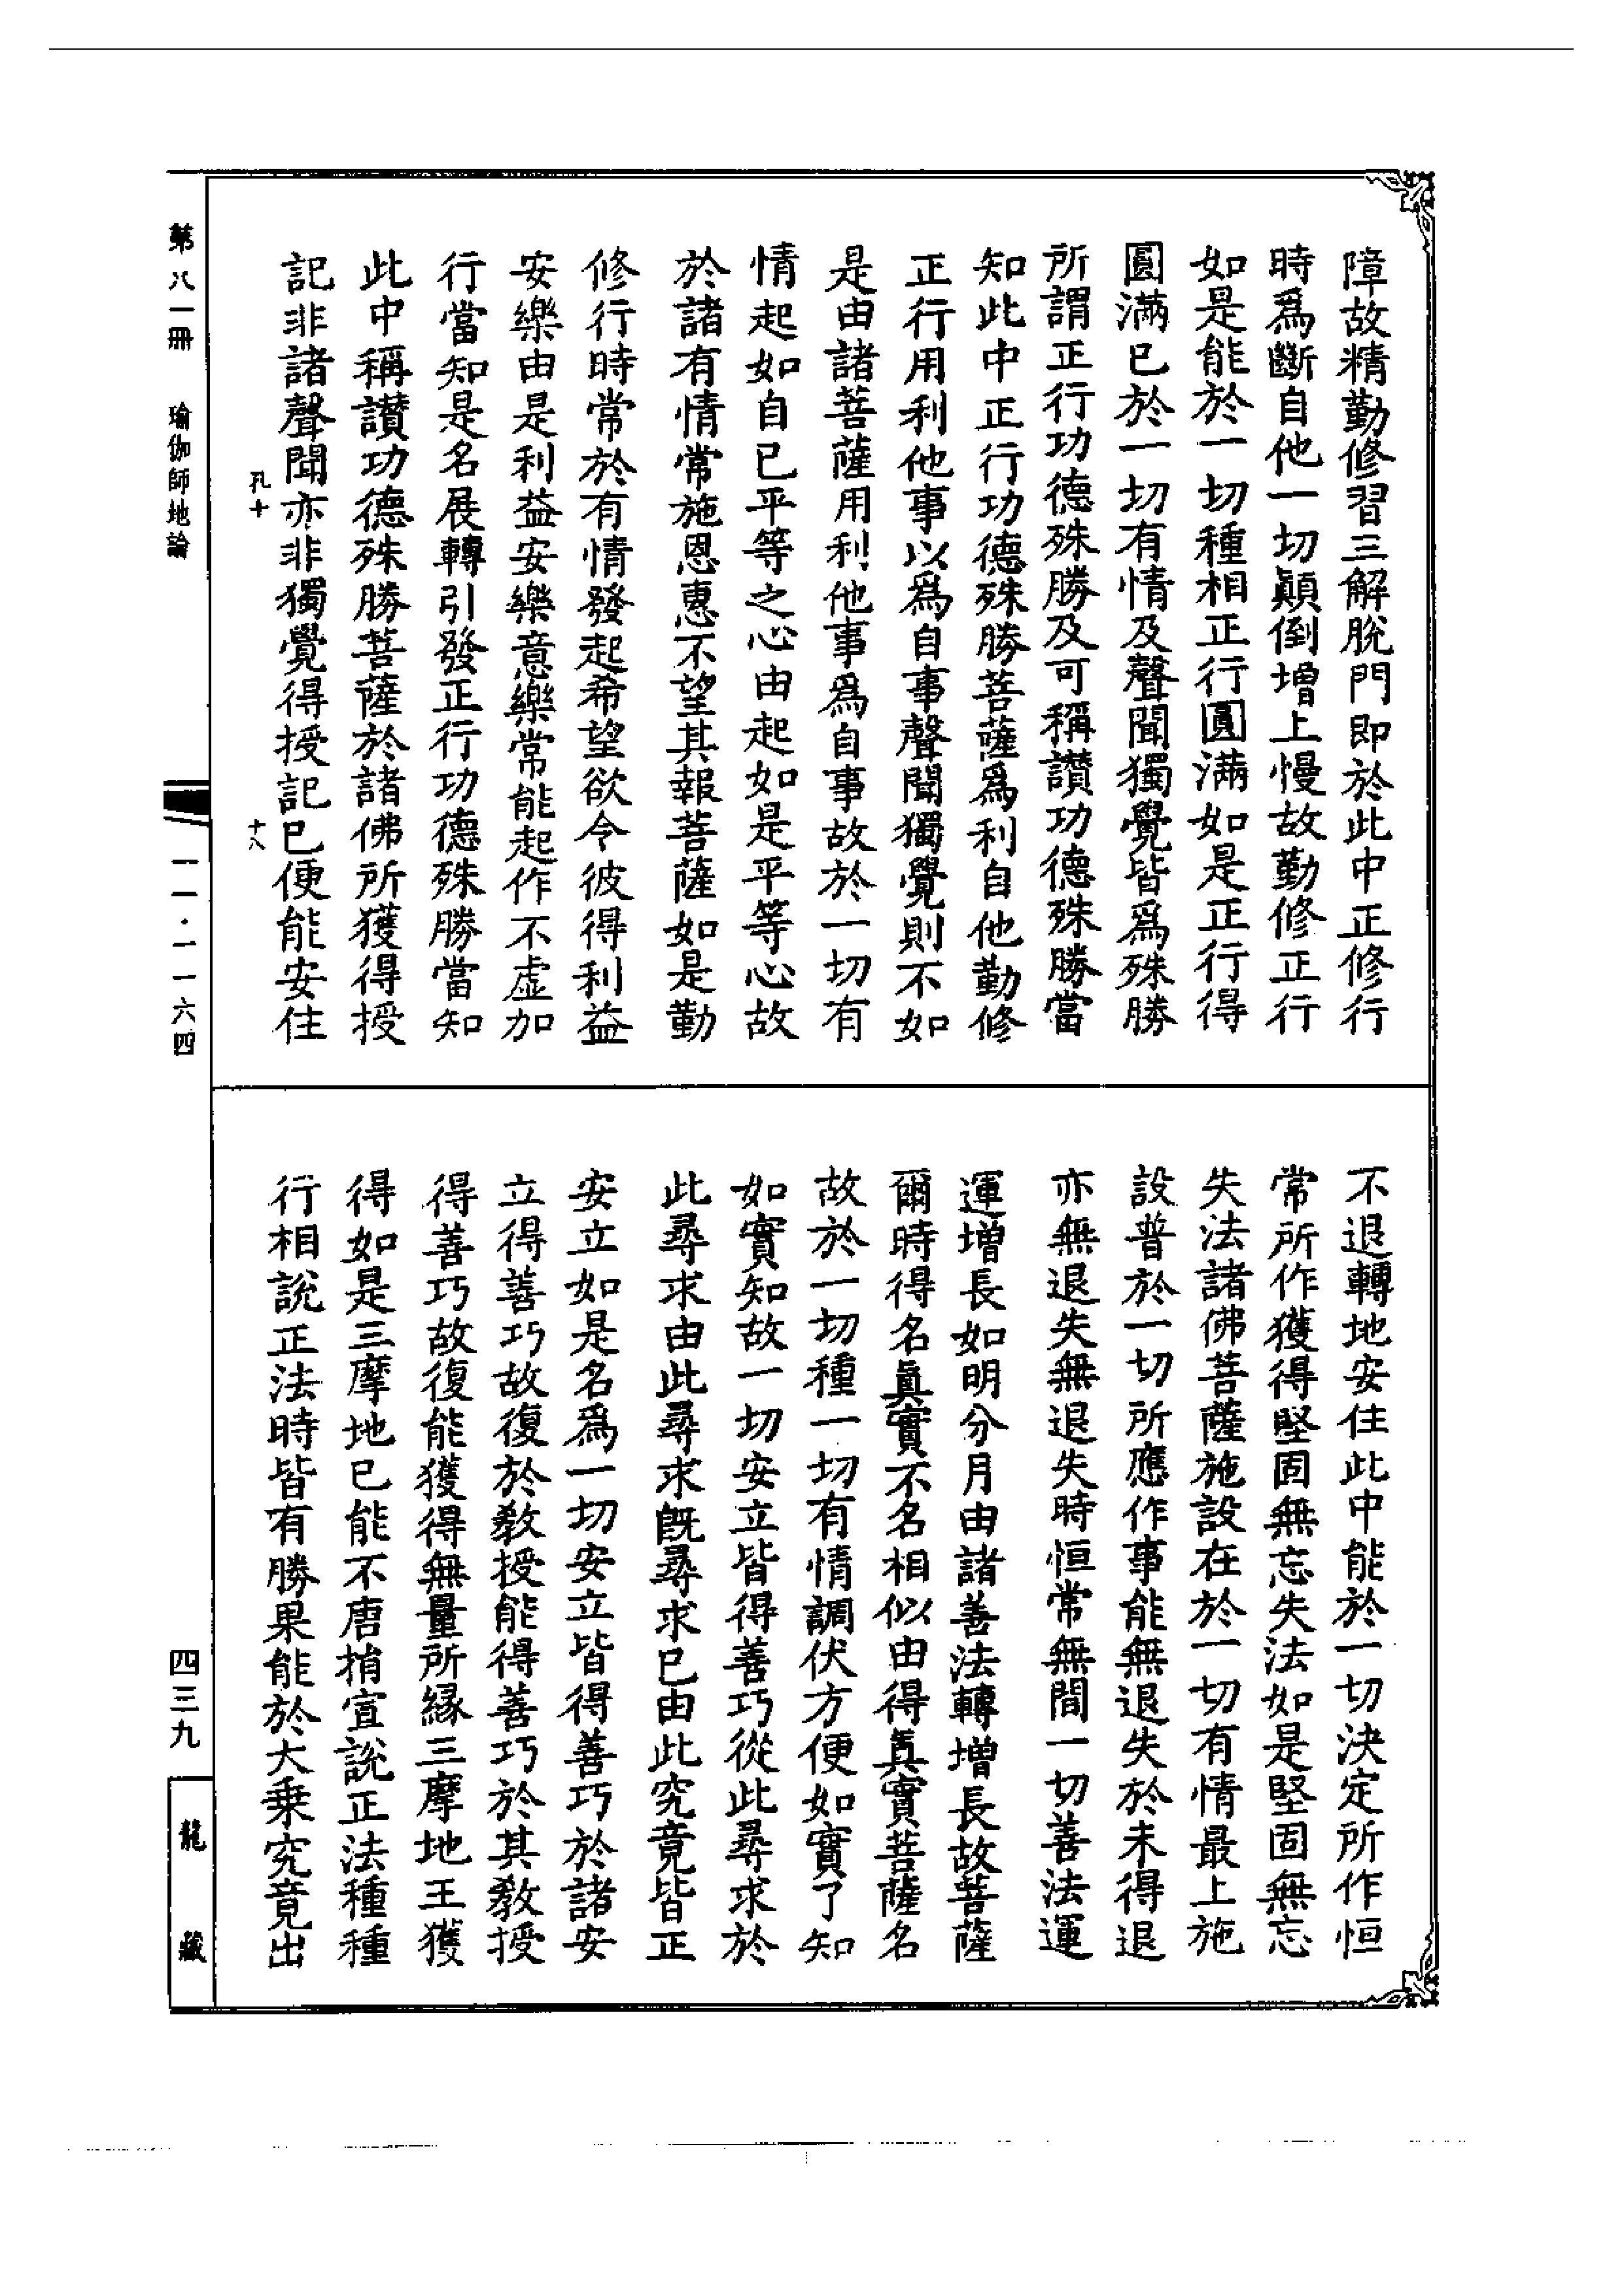 障故精勤修習三解脫門即於此中正修行
時爲斷自他一切顚倒增上慢故勤修正行
如是能於一切種相正行圓滿如是正行得
圓滿已於一切有情及聲聞獨覺皆爲殊勝
所謂正行功德殊勝及可稱讚功德殊勝當
知此中正行功德殊勝菩薩爲利自他勤修
正行用利他事以爲自事聲聞獨覺則不如
是由諸菩薩用利他事爲自事故於一切有
情起如自已平等之心由起如是平等心故
於諸有情常施恩惠不望其報菩薩如是勤
修行時常於有情發起希望欲令彼得利益
安樂由是利益安樂意樂常能起作不虛加
行當知是名展轉引發正行功德殊勝當知
此中稱讚功德殊勝菩薩於諸佛所獲得授
記非諸聲聞亦非獨覺得授記已便能安住
孔十
十八
不退轉地安住此中能於一切決定所作恒
常所作獲得堅固無忘失法如是堅固無忘
失法諸佛菩薩施設在於一切有情最上施
設普於一切所應作事能無退失於未得退
亦無退失無退失時恒常無間一切善法運
運增長如明分月由諸善法轉增長故菩薩
爾時得名眞實不名相似由得眞實菩薩名
故於一切種一切有情調伏方便如實了知
如實知故一切安立皆得善巧從此尋求於
此尋求由此尋求旣尋求已由此究竟皆正
安立如是名爲一切安立皆得善巧於諸安
立得善巧故復於敎授能得善巧於其敎授
得善巧故復能獲得無量所緣三摩地王獲
得如是三摩地已能不唐捐宣說正法種種
行相說正法時皆有勝果能於大乗究竟出
第八一冊
瑜伽師地論
一一·一一六四
四三九
龍藏